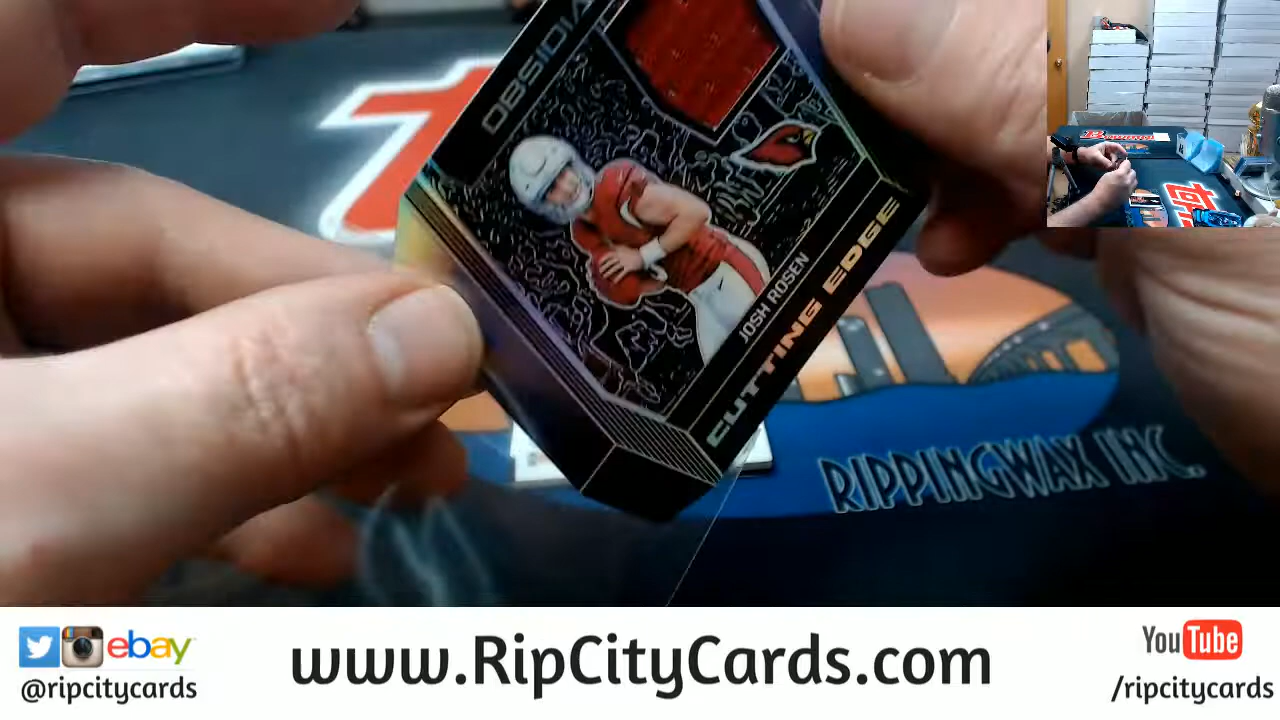 OBSIDIA
JOSH ROSEN
CUTTING EDGE
RIPPINGWAX INC.
ebay
@ripcitycards
www.RipCityCards.com
YouTube
/ripcitycards